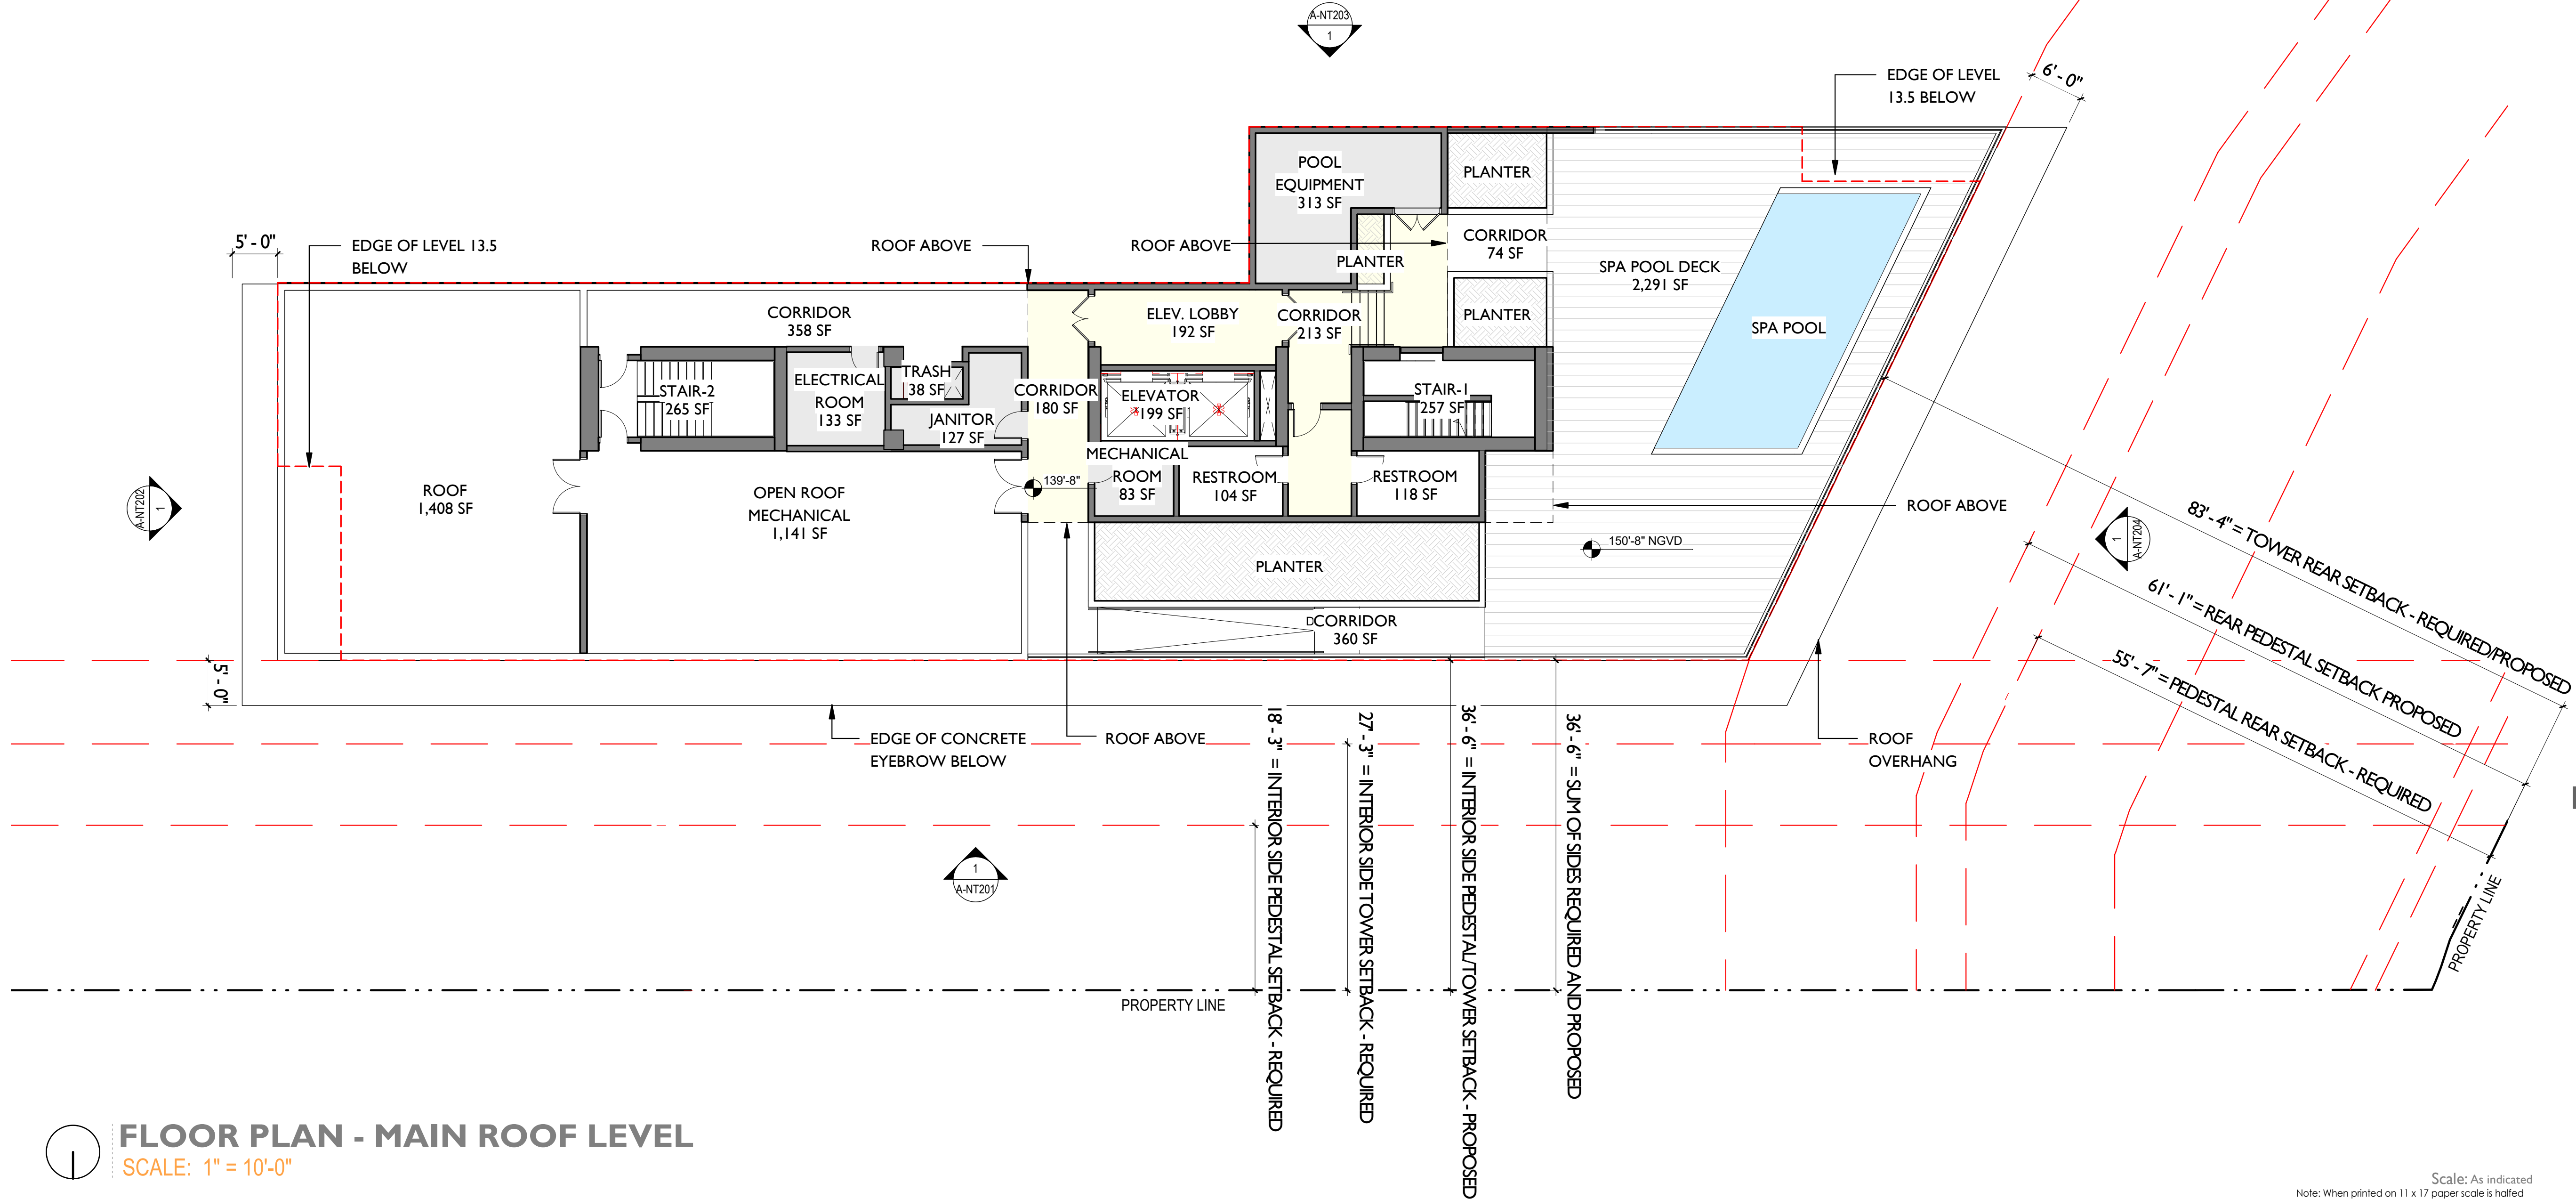 A-NT203
1
6' - 0"
EDGE OF LEVEL
13.5 BELOW
POOL
EQUIPMENT
313 SF
PLANTER
5' - 0"
EDGE OF LEVEL 13.5
BELOW
ROOF ABOVE
ROOF ABOVE
CORRIDOR
74 SF
PLANTER
SPA POOL DECK
2,291 SF
CORRIDOR
358 SF
ELEV. LOBBY
192 SF
CORRIDOR
213 SF
PLANTER
SPA POOL
STAIR-2
265 SF
ELECTRICAL
ROOM
133 SF
TRASH
38 SF
JANITOR
127 SF
CORRIDOR
180 SF
ELEVATOR
199 SF
STAIR-1
257 SF
MECHANICAL
ROOM
83 SF
RESTROOM
104 SF
RESTROOM
118 SF
139'-8"
A-NT202
1
ROOF
1,408 SF
OPEN ROOF
MECHANICAL
1,141 SF
ROOF ABOVE
150'-8" NGVD
1
A-NT204
PLANTER
D
CORRIDOR
360 SF
83' - 4" = TOWER REAR SETBACK - REQUIRED/PROPOSED
61' - 1" = REAR PEDESTAL SETBACK PROPOSED
55' - 7" = PEDESTAL REAR SETBACK - REQUIRED
5' - 0"
EDGE OF CONCRETE
EYEBROW BELOW
ROOF ABOVE
ROOF
OVERHANG
18' - 3" = INTERIOR SIDE PEDESTAL SETBACK - REQUIRED
27' - 3" = INTERIOR SIDE TOWER SETBACK - REQUIRED
36' - 6" = INTERIOR SIDE PEDESTAL/TOWER SETBACK - PROPOSED
36' - 6" = SUM OF SIDES REQUIRED AND PROPOSED
1
A-NT201
PROPERTY LINE
PROPERTY LINE
FLOOR PLAN - MAIN ROOF LEVEL
SCALE: 1" = 10'-0"
Scale: As indicated
Note: When printed on 11 x 17 paper scale is halfed